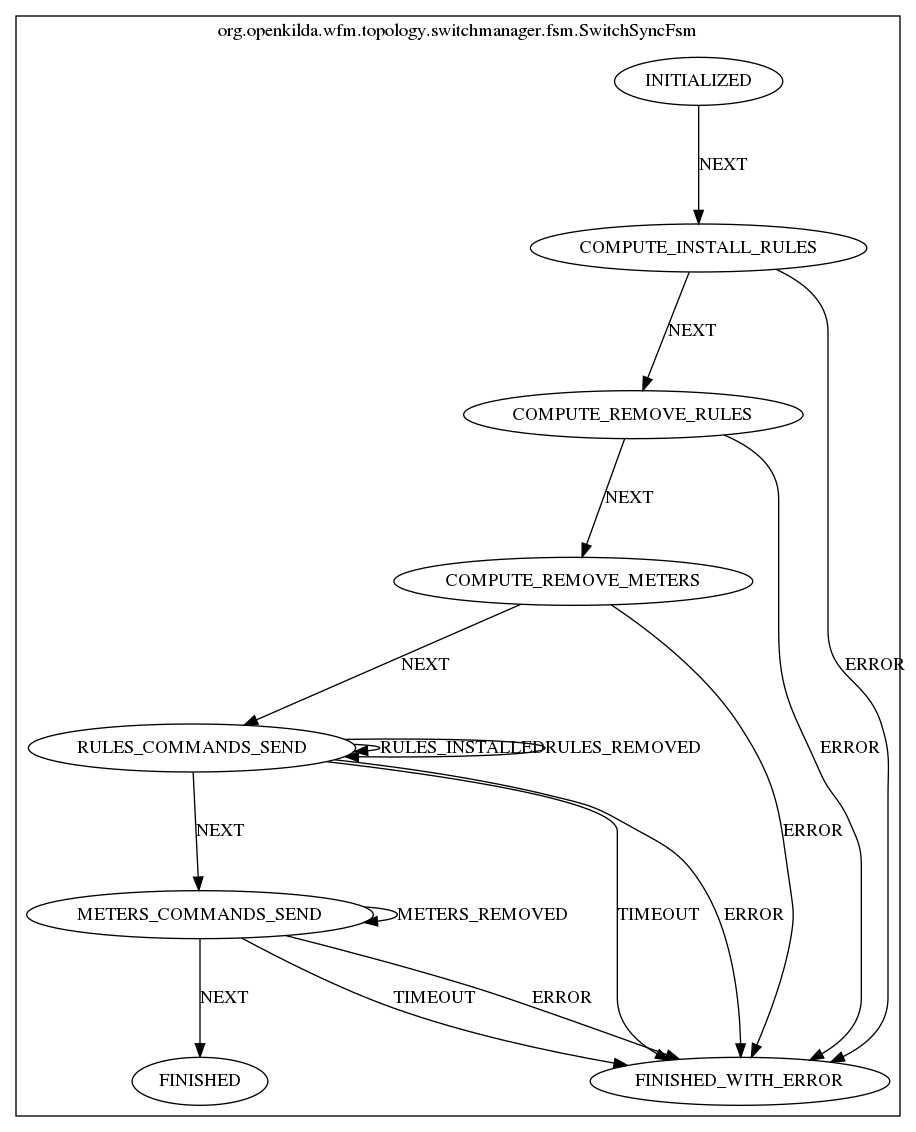 org.openkilda.wfm.topology.switchmanager.fsm.SwitchSyncFsm
INITIALIZED
NEXT
COMPUTE_INSTALL_RULES
NEXT
COMPUTE_REMOVE_RULES
NEXT
COMPUTE_REMOVE_METERS
NEXT
ERROR
RULES_COMMANDS_SEND
RULES_INSTALLED
RULES_REMOVED
ERROR
NEXT
ERROR
METERS_COMMANDS_SEND
METERS_REMOVED
TIMEOUT
ERROR
NEXT
TIMEOUT
ERROR
FINISHED
FINISHED_WITH_ERROR